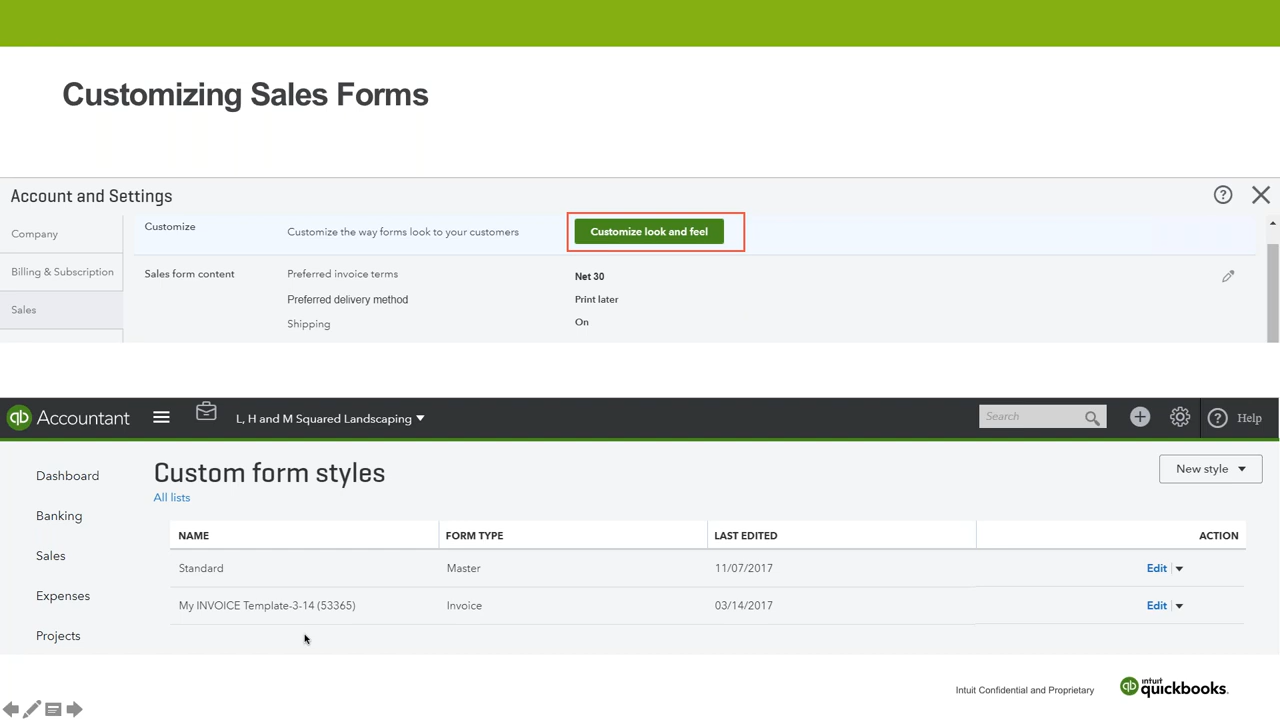 Customizing Sales Forms
Account and Settings
Company
Billing & Subscription
Sales
Customize
Customize the way forms look to your customers
Customize look and feel
Sales form content
Preferred invoice terms
Net 30
Preferred delivery method
Print later
Shipping
On
qb Accountant
L, H and M Squared Landscaping
Search
Help
Dashboard
Banking
Sales
Expenses
Projects
Custom form styles
All lists
New style
NAME FORM TYPE LAST EDITED ACTION
Standard Master 11/07/2017 Edit
My INVOICE Template-3-14 (53365) Invoice 03/14/2017 Edit
Intuit Confidential and Proprietary
qb intuit quickbooks.